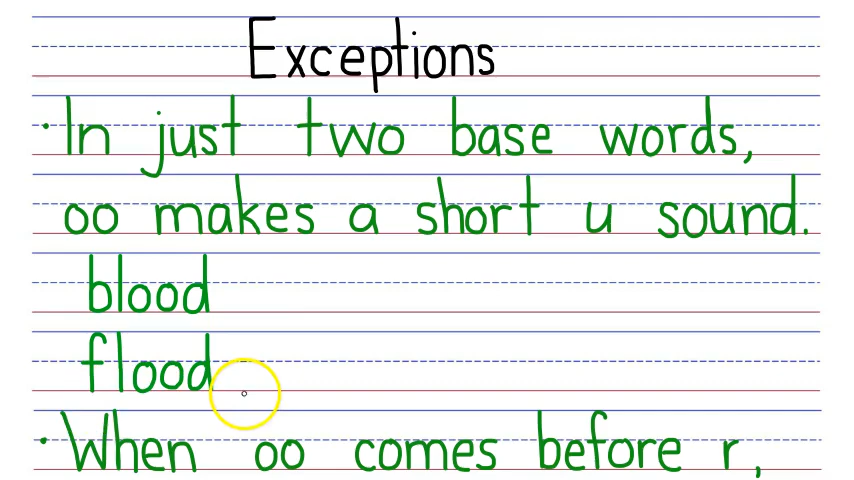 Exceptions
• In just two base words,
oo makes a short u sound.
blood
flood
• When oo comes before r,